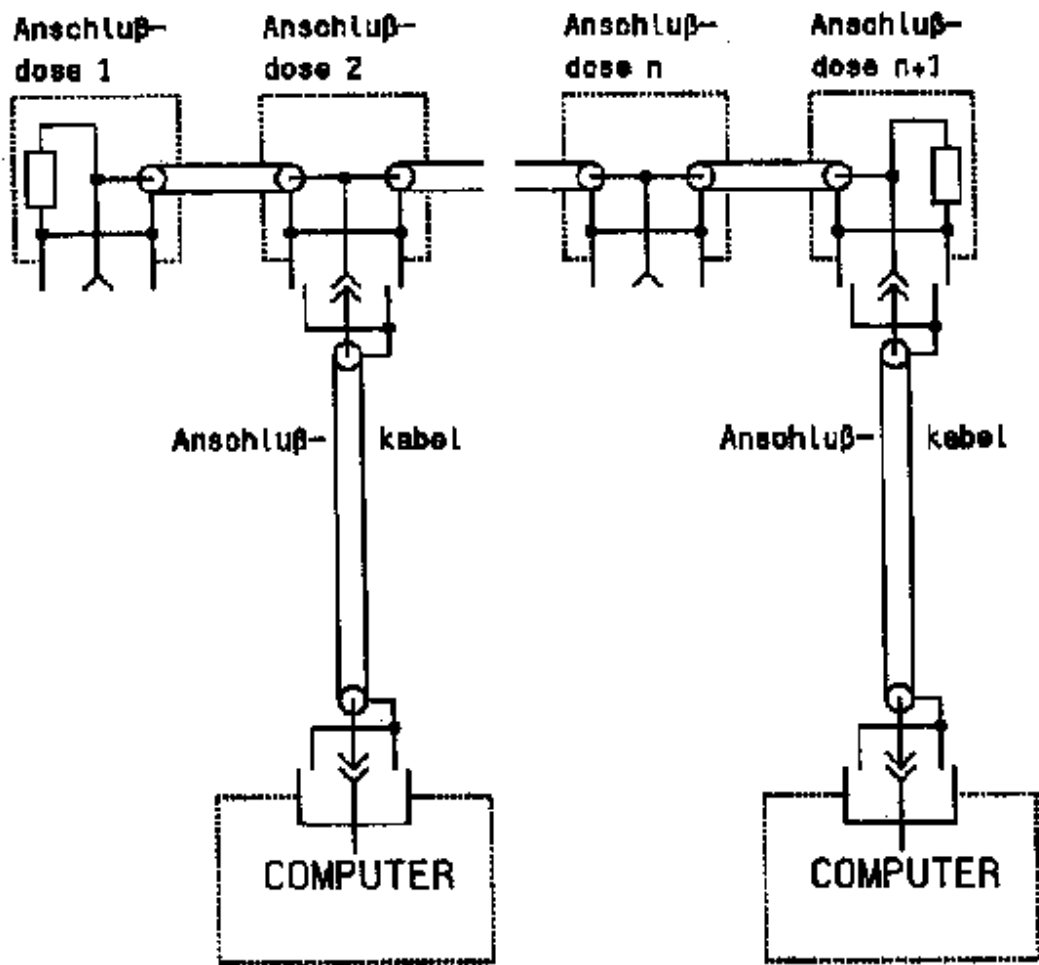 Anschluß-
dose 1
Anschluß-
dose 2
Anschluß-
dose n
Anschluß-
dose n+1
Anschluß- kabel
Anschluß- kabel
COMPUTER
COMPUTER